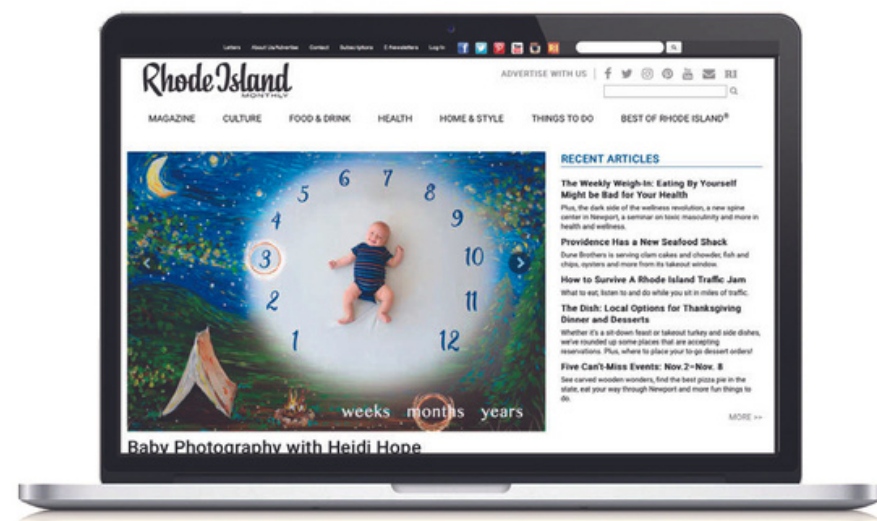 Letters About Us/Advertise Contact Subscriptions E-Newsletters Log In
ADVERTISE WITH US
Rhode Island
MONTHLY
MAGAZINE CULTURE FOOD & DRINK HEALTH HOME & STYLE THINGS TO DO BEST OF RHODE ISLAND®
1
2
3
4
5
6
7
8
9
10
11
12
weeks months years
Baby Photography with Heidi Hope
RECENT ARTICLES
The Weekly Weigh-In: Eating By Yourself
Might be Bad for Your Health
Plus, the dark side of the wellness revolution, a new spine
center in Newport, a seminar on toxic masculinity and more in
health and wellness.
Providence Has a New Seafood Shack
Dune Brothers is serving clam cakes and chowder, fish and
chips, oysters and more from its takeout window.
How to Survive A Rhode Island Traffic Jam
What to eat, listen to and do while you sit in miles of traffic.
The Dish: Local Options for Thanksgiving
Dinner and Desserts
Whether it's a sit-down feast or takeout turkey and side dishes,
we've rounded up some places that are accepting
reservations. Plus, where to place your to-go dessert orders!
Five Can't-Miss Events: Nov.2–Nov. 8
See carved wooden wonders, find the best pizza pie in the
state, eat your way through Newport and more fun things to
do.
MORE >>